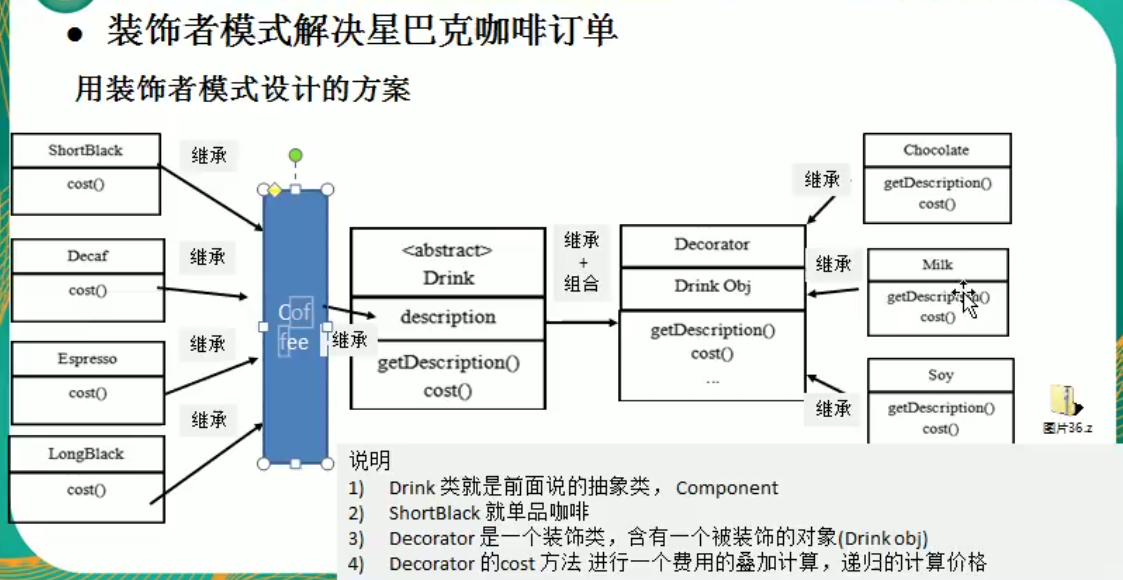 装饰者模式解决星巴克咖啡订单
用装饰者模式设计的方案
ShortBlack
cost()
继承
Decaf
cost()
继承
Espresso
cost()
继承
LongBlack
cost()
继承
Cof
fee
继承
<abstract>
Drink
description
getDescription()
cost()
继承
+
组合
Decorator
Drink Obj
getDescription()
cost()
...
继承
Chocolate
getDescription()
cost()
继承
Milk
getDescription()
cost()
继承
Soy
getDescription()
cost()
图片36.z
说明
1) Drink 类就是前面说的抽象类， Component
2) ShortBlack 就单品咖啡
3) Decorator 是一个装饰类，含有一个被装饰的对象(Drink obj)
4) Decorator 的cost 方法 进行一个费用的叠加计算，递归的计算价格